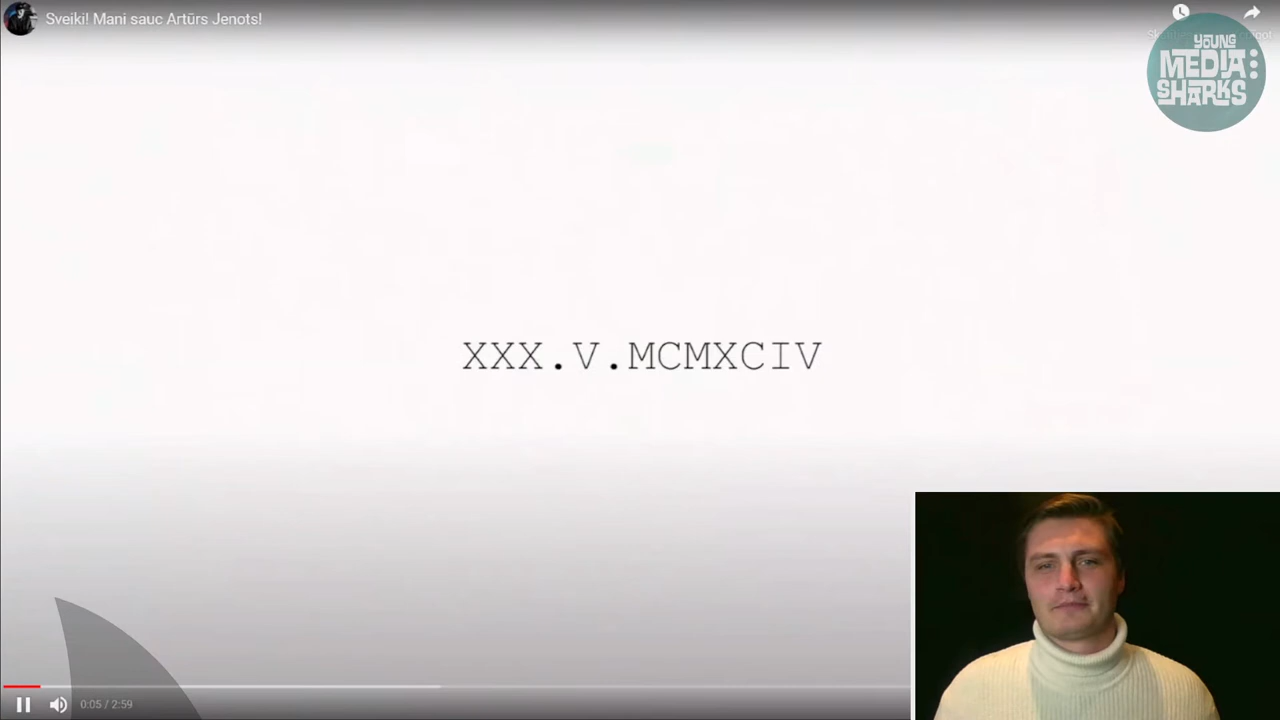 Sveiki! Mani sauc Artūrs Jenots!
YOUNG
MEDIA
SHARKS
XXX.V.MCMXCIV
0:05 / 2:59